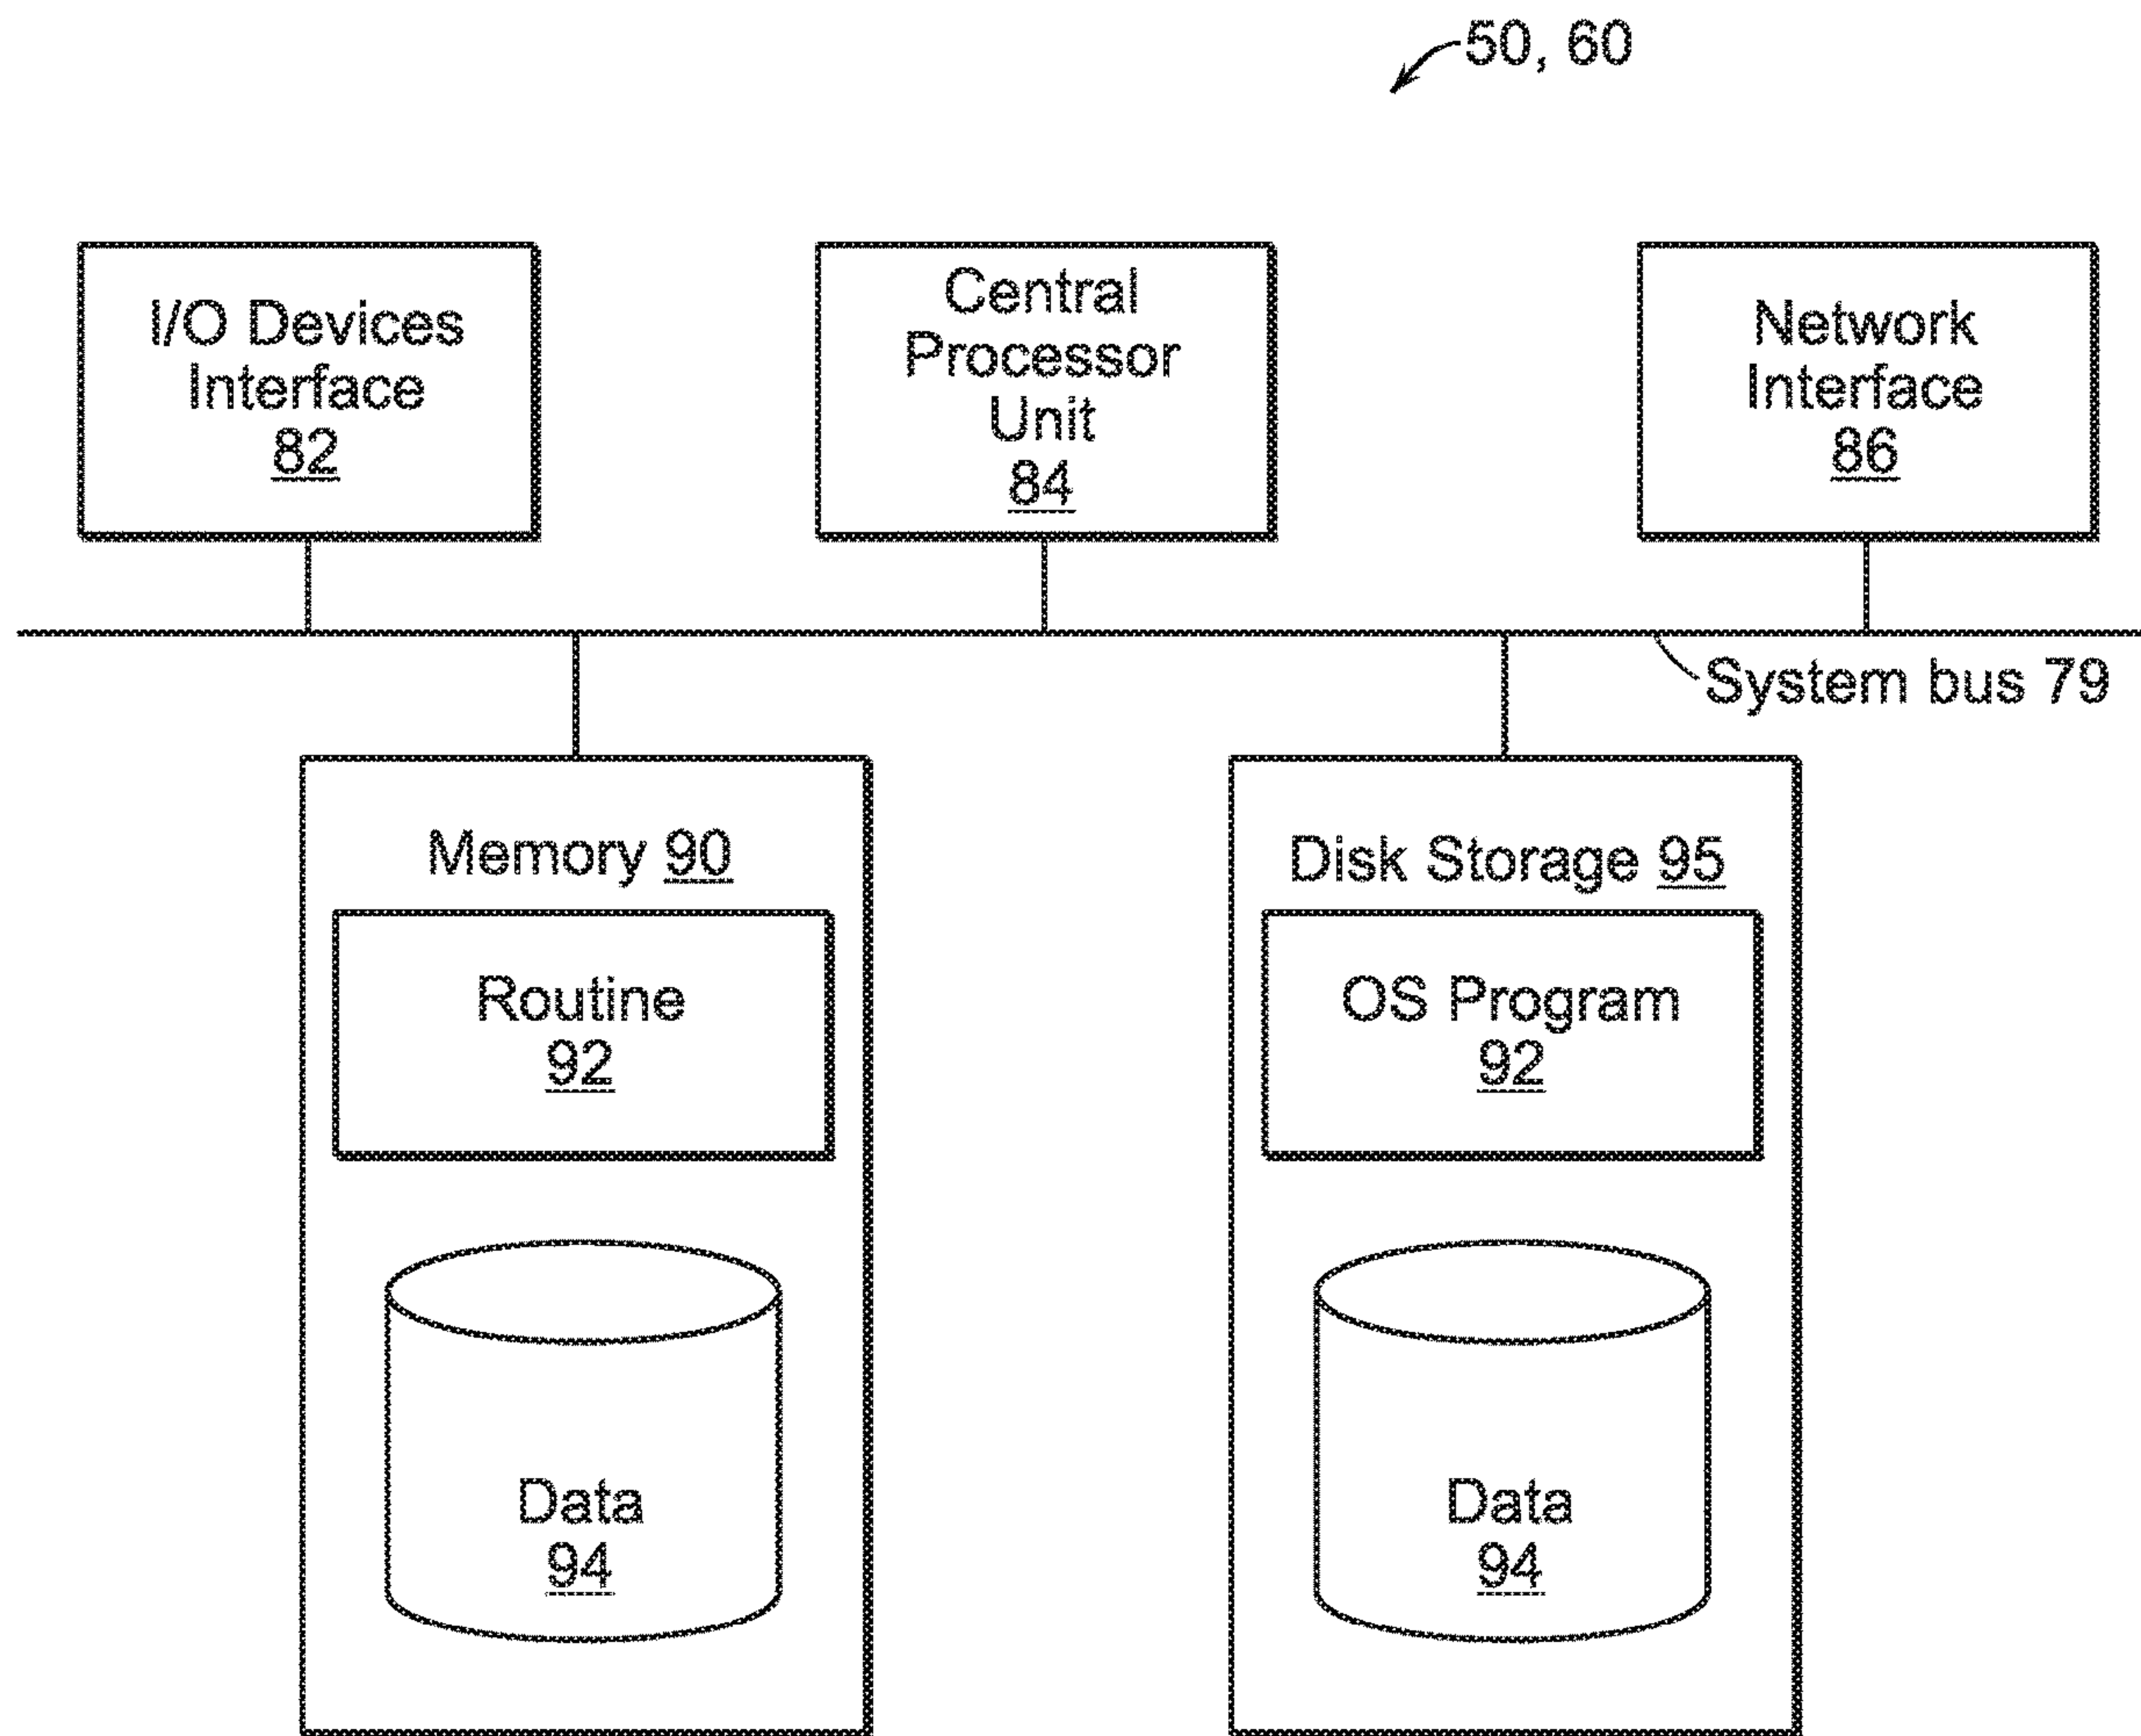 50, 60
I/O Devices
Interface
82
Central
Processor
Unit
84
Network
Interface
86
System bus 79
Memory 90
Routine
92
Data
94
Disk Storage 95
OS Program
92
Data
94